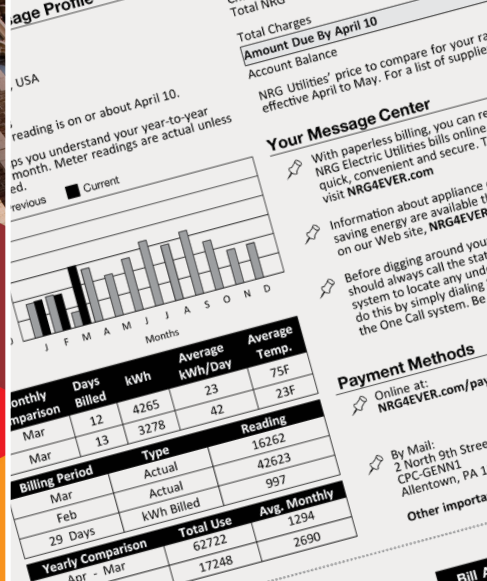 Usage Profile
USA
reading is on or about April 10.
ps you understand your year-to-year
month. Meter readings are actual unless
ed.
revious Current
J F M A M J J A S O N D
Months
onthly
mparison Days
Billed kWh Average
kWh/Day Average
Temp.
Mar 12 4265 23 75F
Mar 13 3278 42 23F
Billing Period Type Reading
Mar Actual 16262
Feb Actual 42623
29 Days kWh Billed 997
Yearly Comparison Total Use Avg. Monthly
Apr - Mar 62722 1294
17248 2690
Total NRG
Total Charges
Amount Due By April 10
Account Balance
NRG Utilities' price to compare for your ra
effective April to May. For a list of supplie
Your Message Center
With paperless billing, you can re
NRG Electric Utilities bills online
quick, convenient and secure. T
visit NRG4EVER.com
Information about appliance
saving energy are available th
on our Web site, NRG4EVER
Before digging around you
should always call the stat
system to locate any und
do this by simply dialing
the One Call system. Be
Payment Methods
Online at:
NRG4EVER.com/pay
By Mail:
2 North 9th Stree
CPC-GENN1
Allentown, PA 1
Other importa
Bill A